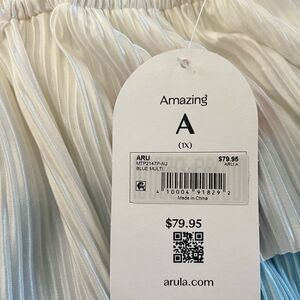 Amazing
A
(1X)
ARU $79.95
MTP2147P-AU ARU A
BLUE MULTI
4 10004 91829 2
Made in China
$79.95
arula.com